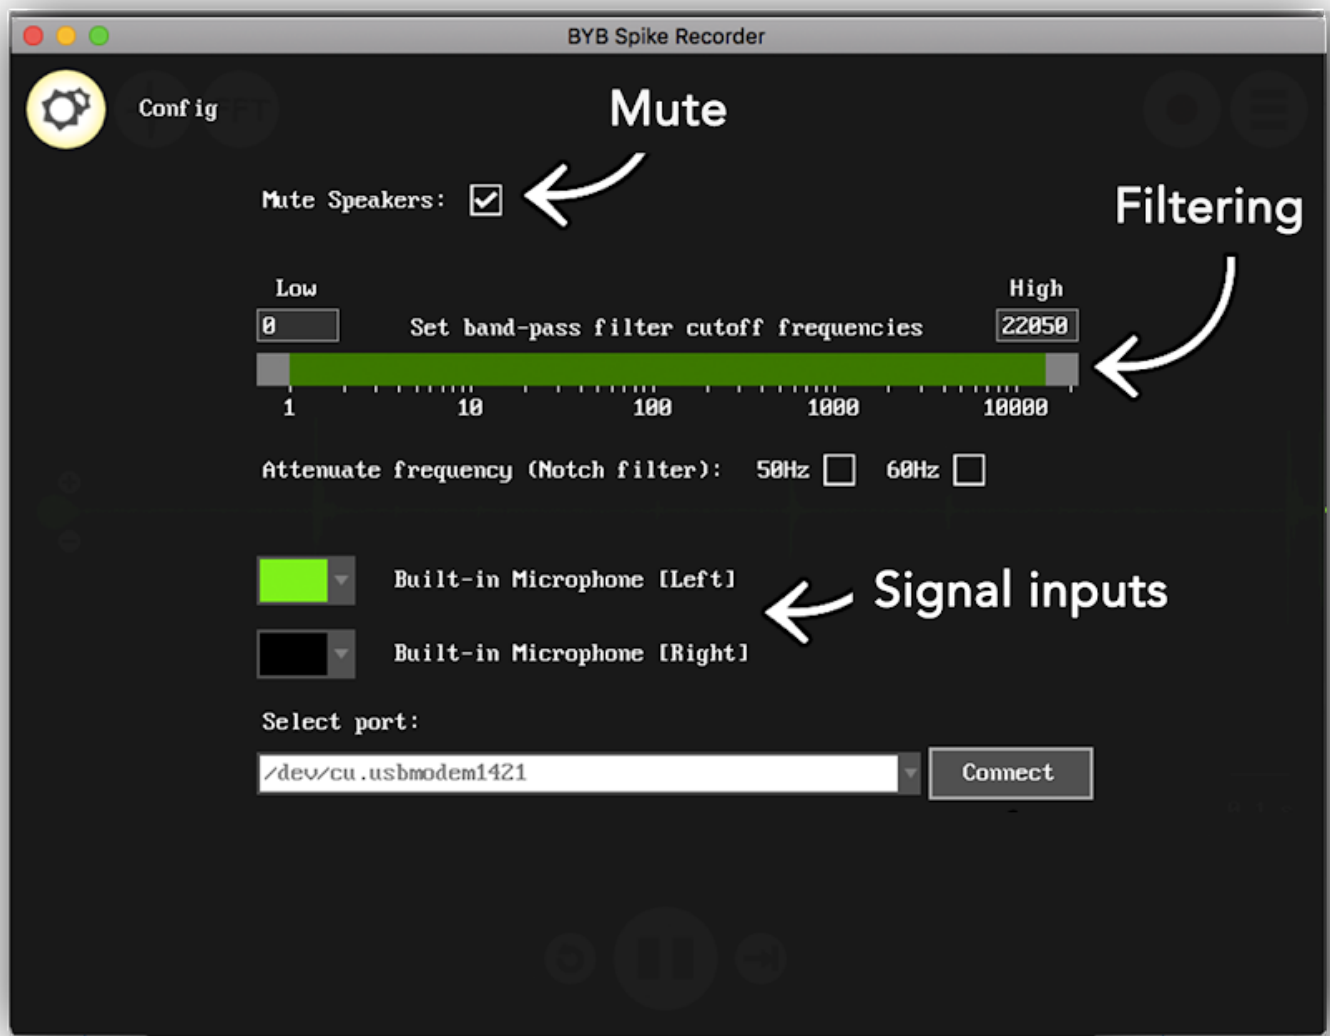 BYB Spike Recorder
Config
FFT
Mute
Mute Speakers:
Filtering
Low
High
0
Set band-pass filter cutoff frequencies
22050
1 10 100 1000 10000
Attenuate frequency (Notch filter): 50Hz 60Hz
Built-in Microphone [Left]
Signal inputs
Built-in Microphone [Right]
Select port:
/dev/cu.usbmodem1421
Connect